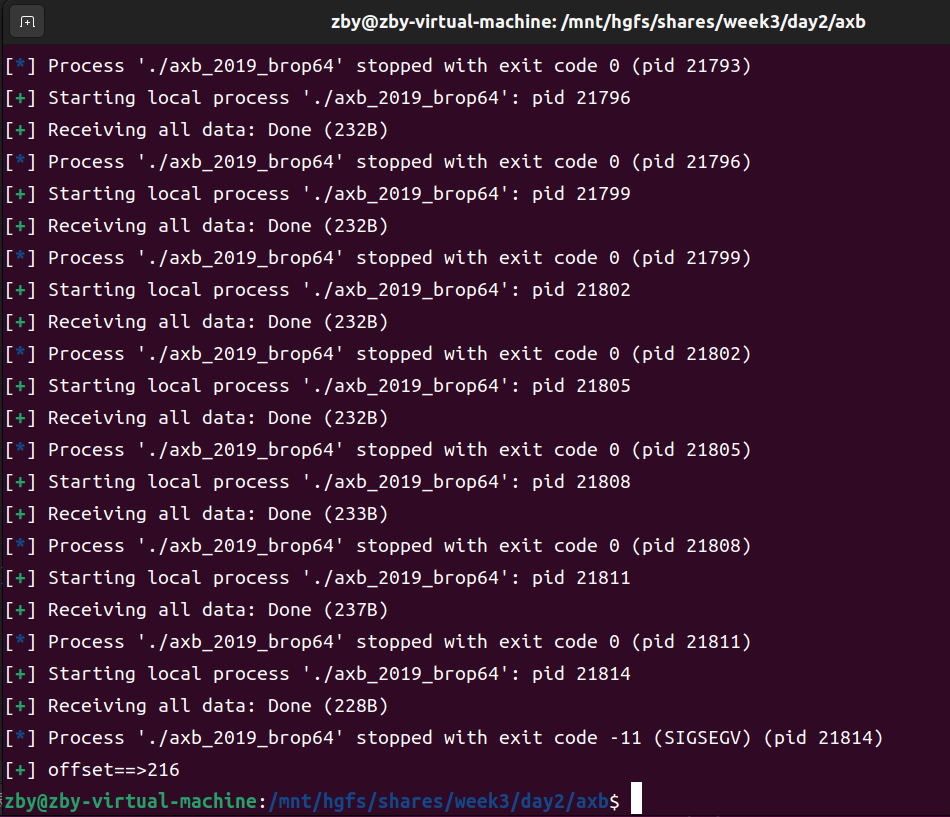 zby@zby-virtual-machine: /mnt/hgfs/shares/week3/day2/axb
[*] Process './axb_2019_brop64' stopped with exit code 0 (pid 21793)
[+] Starting local process './axb_2019_brop64': pid 21796
[+] Receiving all data: Done (232B)
[*] Process './axb_2019_brop64' stopped with exit code 0 (pid 21796)
[+] Starting local process './axb_2019_brop64': pid 21799
[+] Receiving all data: Done (232B)
[*] Process './axb_2019_brop64' stopped with exit code 0 (pid 21799)
[+] Starting local process './axb_2019_brop64': pid 21802
[+] Receiving all data: Done (232B)
[*] Process './axb_2019_brop64' stopped with exit code 0 (pid 21802)
[+] Starting local process './axb_2019_brop64': pid 21805
[+] Receiving all data: Done (232B)
[*] Process './axb_2019_brop64' stopped with exit code 0 (pid 21805)
[+] Starting local process './axb_2019_brop64': pid 21808
[+] Receiving all data: Done (233B)
[*] Process './axb_2019_brop64' stopped with exit code 0 (pid 21808)
[+] Starting local process './axb_2019_brop64': pid 21811
[+] Receiving all data: Done (237B)
[*] Process './axb_2019_brop64' stopped with exit code 0 (pid 21811)
[+] Starting local process './axb_2019_brop64': pid 21814
[+] Receiving all data: Done (228B)
[*] Process './axb_2019_brop64' stopped with exit code -11 (SIGSEGV) (pid 21814)
[+] offset==>216
zby@zby-virtual-machine:/mnt/hgfs/shares/week3/day2/axb$